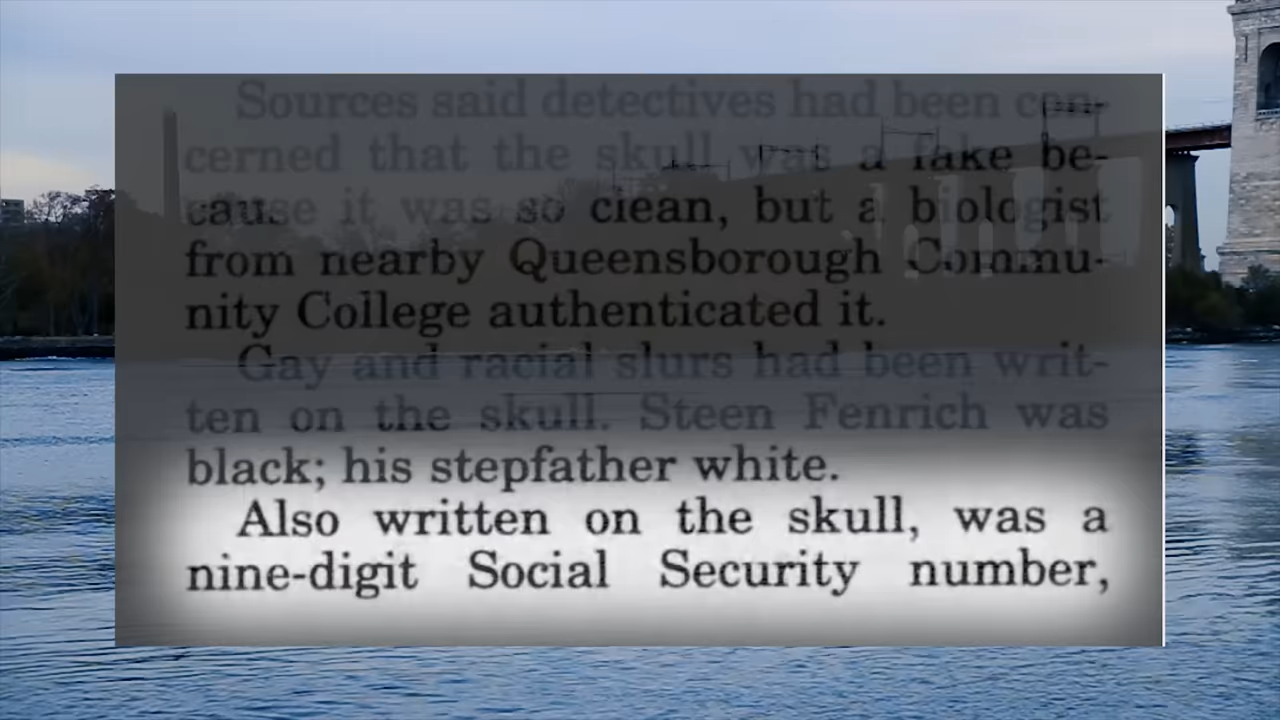 Sources said detectives had been con-
cerned that the skull was a fake be-
cause it was so clean, but a biologist
from nearby Queensborough Commu-
nity College authenticated it.
Gay and racial slurs had been writ-
ten on the skull. Steen Fenrich was
black; his stepfather white.
Also written on the skull, was a
nine-digit Social Security number,